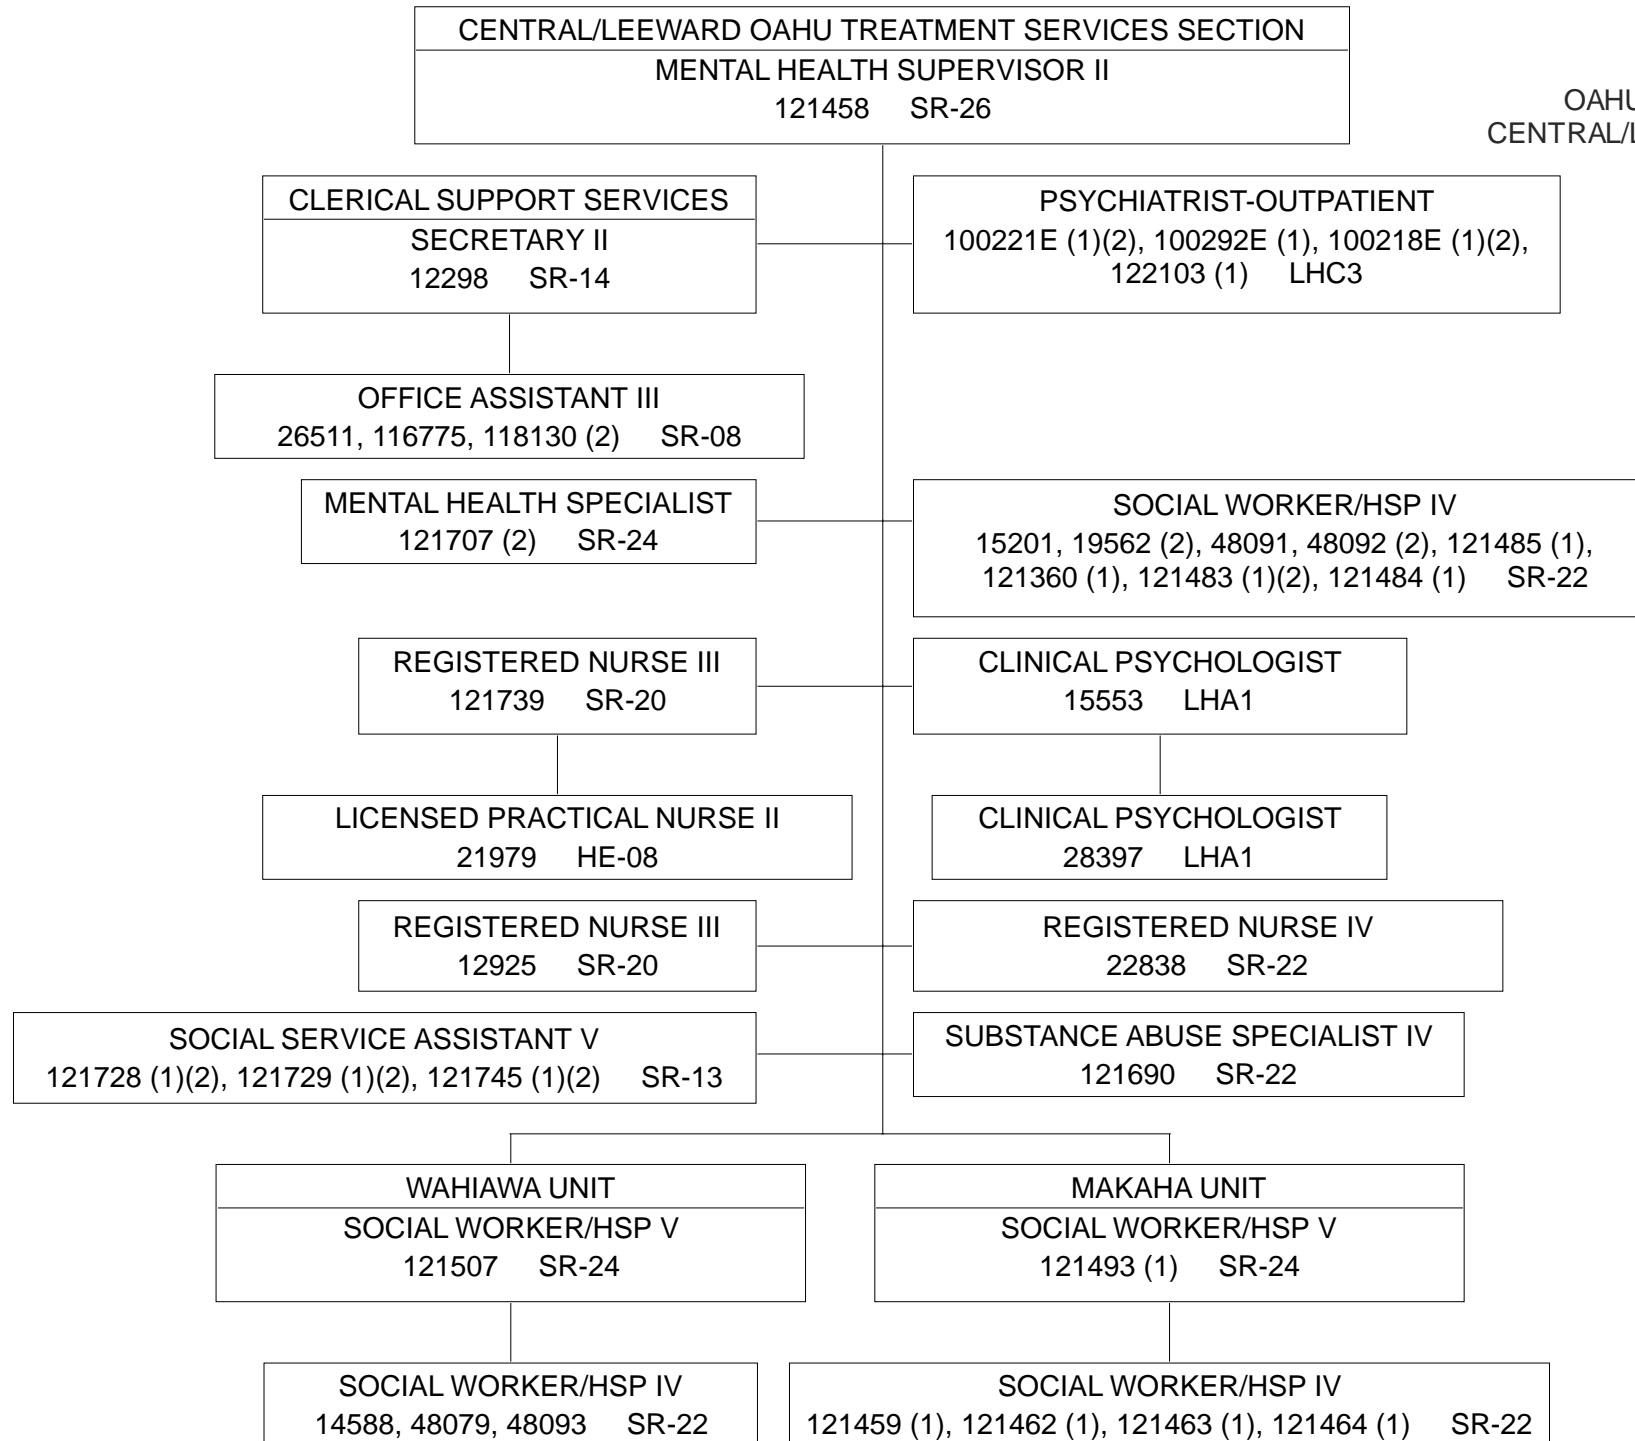 CENTRAL/LEEWARD OAHU TREATMENT SERVICES SECTION
MENTAL HEALTH SUPERVISOR II
121458 SR-26
OAHU
CENTRAL/L
CLERICAL SUPPORT SERVICES
SECRETARY II
12298 SR-14
PSYCHIATRIST-OUTPATIENT
100221E (1)(2), 100292E (1), 100218E (1)(2),
122103 (1) LHC3
OFFICE ASSISTANT III
26511, 116775, 118130 (2) SR-08
MENTAL HEALTH SPECIALIST
121707 (2) SR-24
SOCIAL WORKER/HSP IV
15201, 19562 (2), 48091, 48092 (2), 121485 (1),
121360 (1), 121483 (1)(2), 121484 (1) SR-22
REGISTERED NURSE III
121739 SR-20
CLINICAL PSYCHOLOGIST
15553 LHA1
LICENSED PRACTICAL NURSE II
21979 HE-08
CLINICAL PSYCHOLOGIST
28397 LHA1
REGISTERED NURSE III
12925 SR-20
REGISTERED NURSE IV
22838 SR-22
SOCIAL SERVICE ASSISTANT V
121728 (1)(2), 121729 (1)(2), 121745 (1)(2) SR-13
SUBSTANCE ABUSE SPECIALIST IV
121690 SR-22
WAHIAWA UNIT
SOCIAL WORKER/HSP V
121507 SR-24
MAKAHA UNIT
SOCIAL WORKER/HSP V
121493 (1) SR-24
SOCIAL WORKER/HSP IV
14588, 48079, 48093 SR-22
SOCIAL WORKER/HSP IV
121459 (1), 121462 (1), 121463 (1), 121464 (1) SR-22